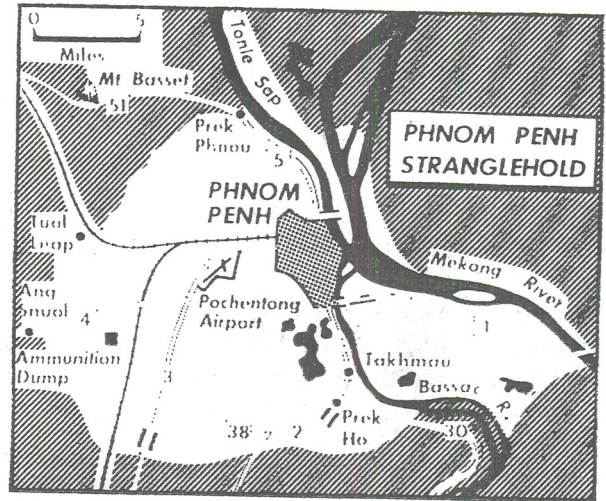 0 5
Miles
Mt Basset
51
Tonle Sap
Prek
Phnou
5
PHNOM PENH
STRANGLEHOLD
PHNOM
PENH
Tual
Leap
Mekong River
Pochentong
Airport
Ang
Snuol
4
1
Ammunition
Dump
Takhmau
3
Bassac R.
Prek
Ho
38
2
30